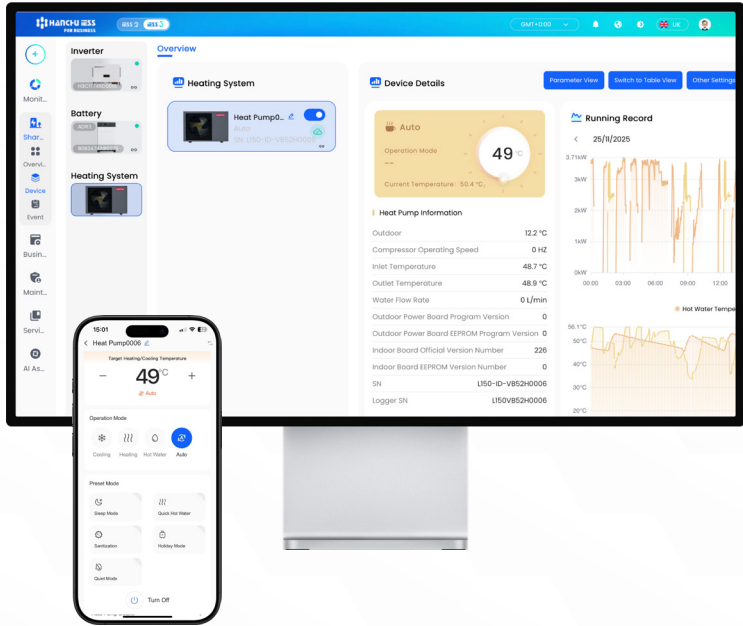 HANCHU iESS
FOR BUSINESS
iESS 2
iESS 3
GMT+0:00
UK
Monit...
Shar...
Overvi...
Device
Event
Busin...
Maint...
Servi...
AI As...
Inverter
Battery
Heating System
Overview
Heating System
Heat Pump0...
Auto
Device Details
Parameter View
Switch to Table View
Other Settings
Auto
Operation Mode
--
Current Temperature: 50.4 °C
49 °C
Heat Pump Information
Outdoor 12.2 °C
Compressor Operating Speed 0 HZ
Inlet Temperature 48.7 °C
Outlet Temperature 48.9 °C
Water Flow Rate 0 L/min
Outdoor Power Board Program Version 0
Outdoor Power Board EEPROM Program Version 0
Indoor Board Official Version Number 226
Indoor Board EEPROM Version Number 0
SN L150-ID-VB52H0006
Logger SN L150VB52H0006
Running Record
25/11/2025
3.71kW
3kW
2kW
1kW
0kW
00:00 03:00 06:00 09:00 12:00
Hot Water Tempe
56.1°C
50°C
40°C
30°C
20°C
15:01
Heat Pump0006
Target Heating/Cooling Temperature
− 49°C +
Auto
Operation Mode
Cooling Heating Hot Water Auto
Preset Mode
Sleep Mode
Quick Hot Water
Sanitization
Holiday Mode
Quiet Mode
Turn Off